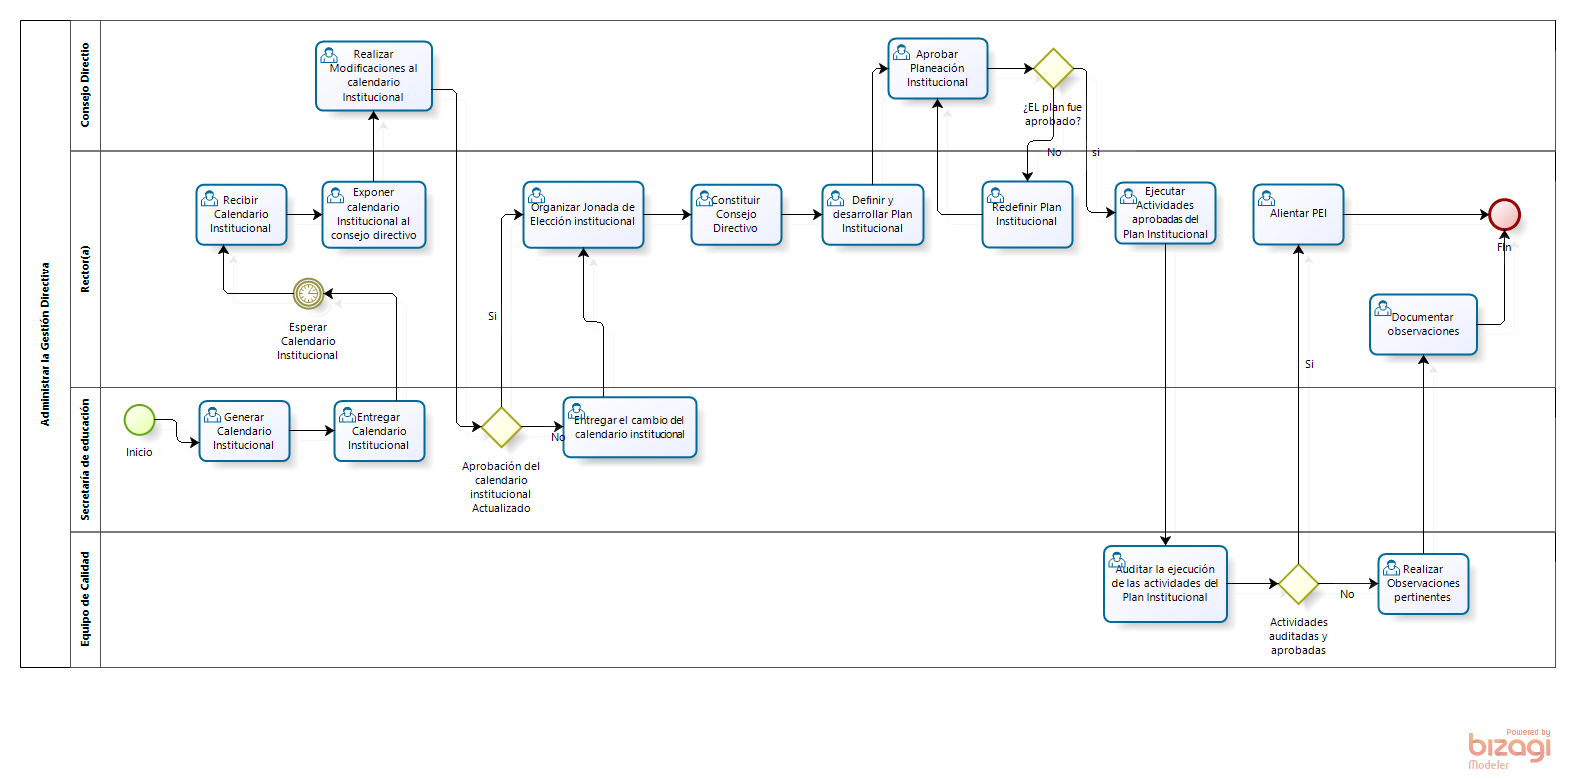 Administrar la Gestión Directiva
Consejo Directio
Realizar
Modificaciones al
calendario
Institucional
Aprobar
Planeación
Institucional
¿EL plan fue
aprobado?
No
si
Rector(a)
Recibir
Calendario
Institucional
Exponer
calendario
Institucional al
consejo directivo
Organizar Jonada de
Elección institucional
Constituir
Consejo
Directivo
Definir y
desarrollar Plan
Institucional
Redefinir Plan
Institucional
Ejecutar
Actividades
aprobadas del
Plan Institucional
Alientar PEI
Fin
Esperar
Calendario
Institucional
Si
Documentar
observaciones
Si
Secretaría de educación
Inicio
Generar
Calendario
Institucional
Entregar
Calendario
Institucional
Aprobación del
calendario
institucional
Actualizado
No
Entregar el cambio del
calendario institucional
Equipo de Calidad
Auditar la ejecución
de las actividades del
Plan Institucional
Actividades
auditadas y
aprobadas
No
Realizar
Observaciones
pertinentes
Powered by
bizagi
Modeler